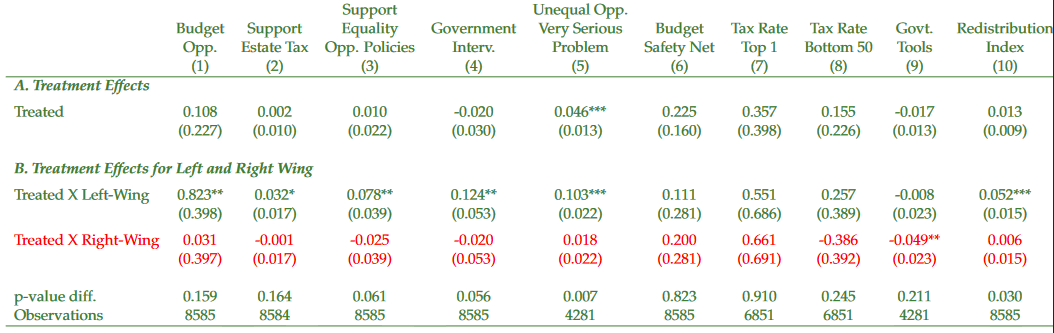 Support Unequal Opp.
Budget Support Equality Government Very Serious Budget Tax Rate Tax Rate Govt. Redistribution
Opp. Estate Tax Opp. Policies Interv. Problem Safety Net Top 1 Bottom 50 Tools Index
(1) (2) (3) (4) (5) (6) (7) (8) (9) (10)
A. Treatment Effects
Treated 0.108 0.002 0.010 -0.020 0.046*** 0.225 0.357 0.155 -0.017 0.013
(0.227) (0.010) (0.022) (0.030) (0.013) (0.160) (0.398) (0.226) (0.013) (0.009)
B. Treatment Effects for Left and Right Wing
Treated X Left-Wing 0.823** 0.032* 0.078** 0.124** 0.103*** 0.111 0.551 0.257 -0.008 0.052***
(0.398) (0.017) (0.039) (0.053) (0.022) (0.281) (0.686) (0.389) (0.023) (0.015)
Treated X Right-Wing 0.031 -0.001 -0.025 -0.020 0.018 0.200 0.661 -0.386 -0.049** 0.006
(0.397) (0.017) (0.039) (0.053) (0.022) (0.281) (0.691) (0.392) (0.023) (0.015)
p-value diff. 0.159 0.164 0.061 0.056 0.007 0.823 0.910 0.245 0.211 0.030
Observations 8585 8584 8585 8585 4281 8585 6851 6851 4281 8585